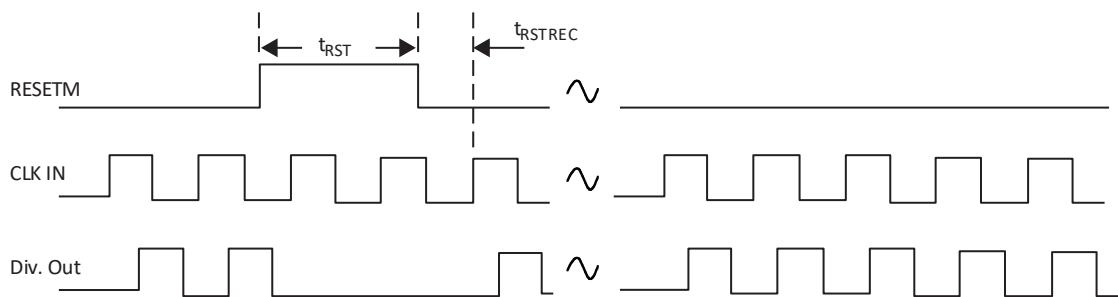 tRST
tRSTREC
RESETM
CLK IN
Div. Out